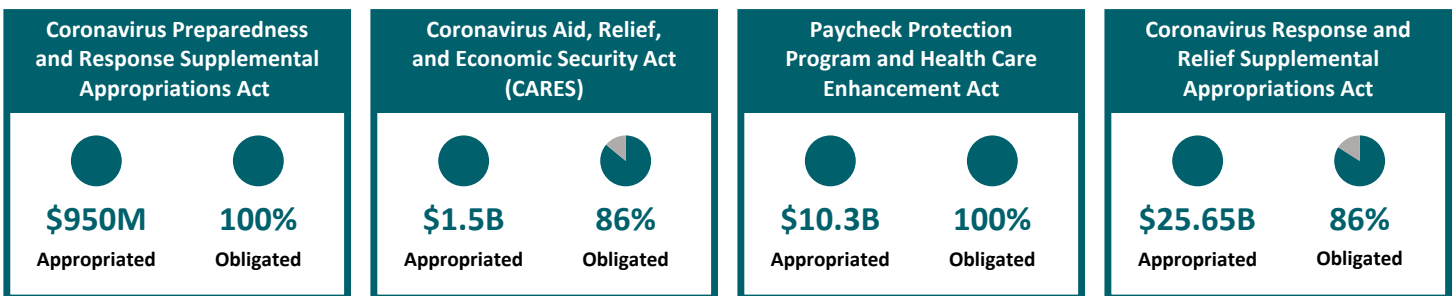 Coronavirus Preparedness
and Response Supplemental
Appropriations Act
$950M
100%
Appropriated
Obligated
Coronavirus Aid, Relief,
and Economic Security Act
(CARES)
$1.5B
86%
Appropriated
Obligated
Paycheck Protection
Program and Health Care
Enhancement Act
$10.3B
100%
Appropriated
Obligated
Coronavirus Response and
Relief Supplemental
Appropriations Act
$25.65B
86%
Appropriated
Obligated